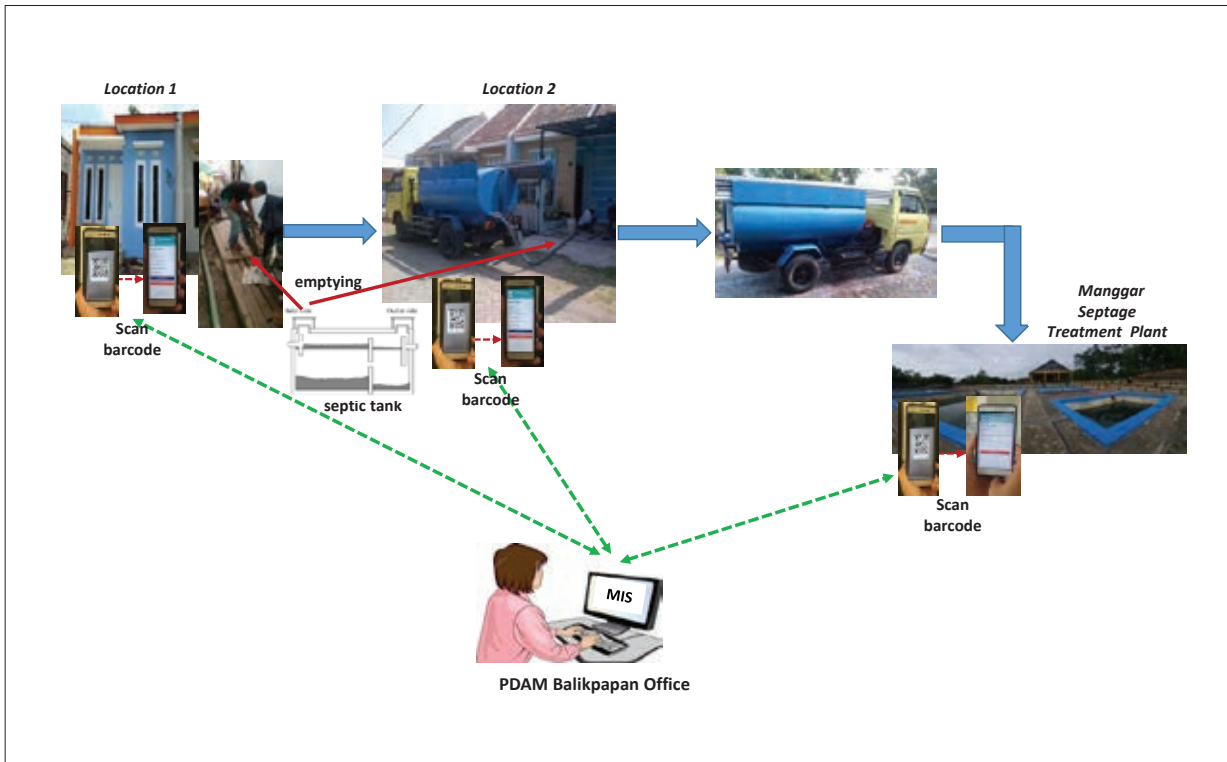 Location 1
Location 2
emptying
Scan
barcode
septic tank
Scan
barcode
Manggar
Septage
Treatment Plant
Scan
barcode
MIS
PDAM Balikpapan Office